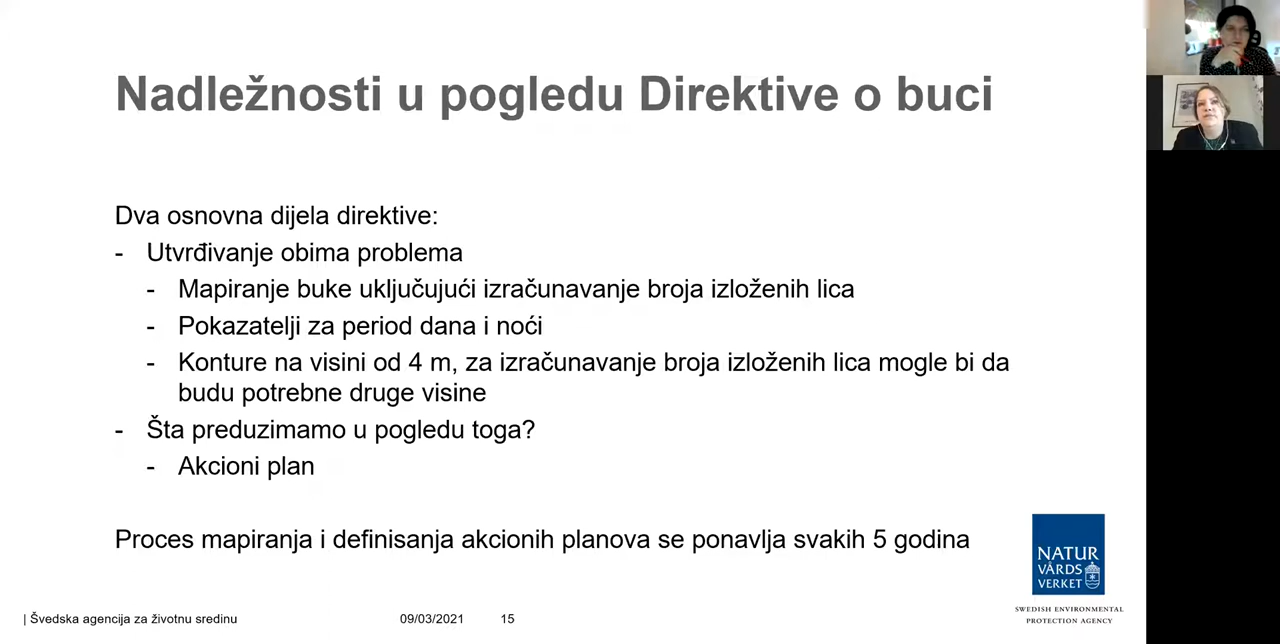 Nadležnosti u pogledu Direktive o buci
Dva osnovna dijela direktive:
- Utvrđivanje obima problema
- Mapiranje buke uključujući izračunavanje broja izloženih lica
- Pokazatelji za period dana i noći
- Konture na visini od 4 m, za izračunavanje broja izloženih lica mogle bi da
budu potrebne druge visine
- Šta preduzimamo u pogledu toga?
- Akcioni plan
Proces mapiranja i definisanja akcionih planova se ponavlja svakih 5 godina
NATUR
VÅRDS
VERKET
SWEDISH ENVIRONMENTAL
PROTECTION AGENCY
| Švedska agencija za životnu sredinu 09/03/2021 15